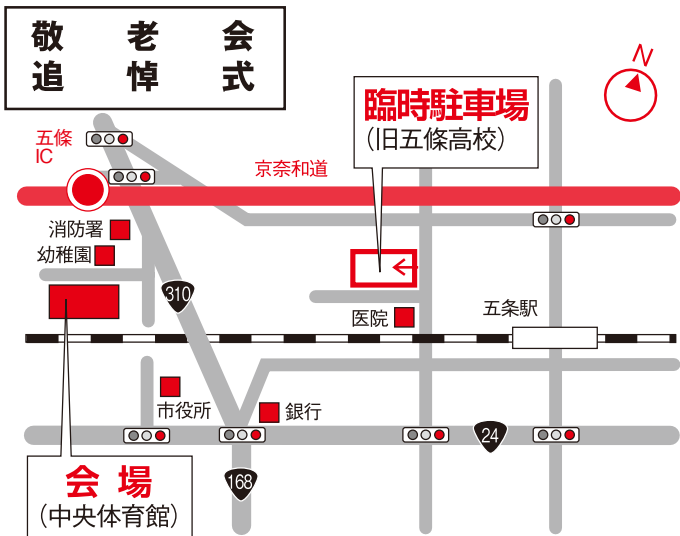 敬老会
追悼式
N
臨時駐車場
(旧五條高校)
五條
IC
京奈和道
消防署
幼稚園
310
医院
五条駅
市役所
銀行
24
168
会場
(中央体育館)